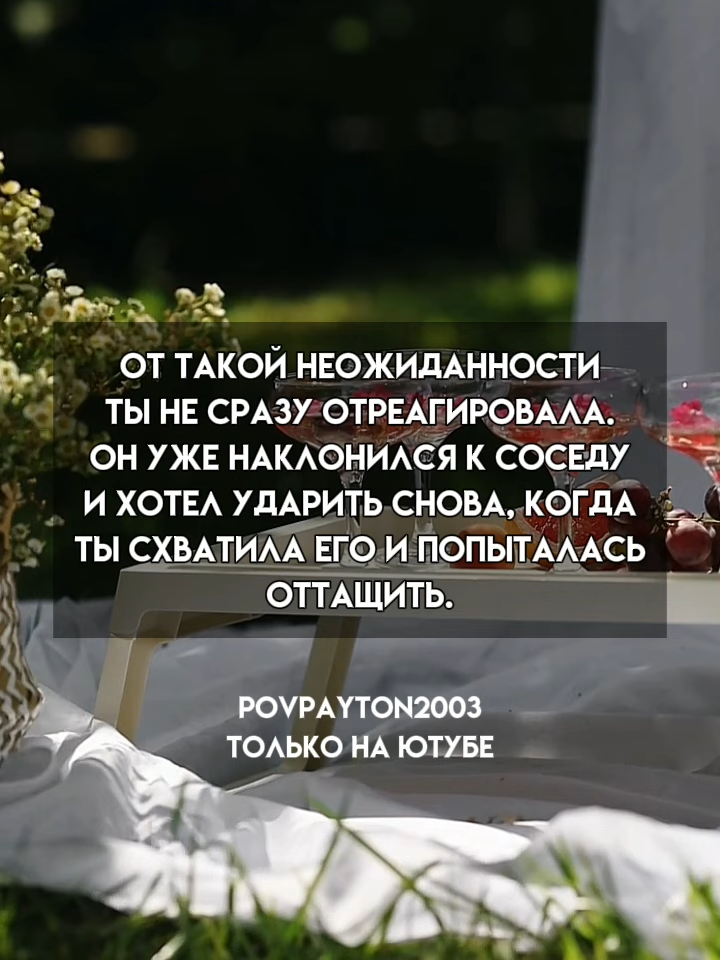 ОТ ТАКОЙ НЕОЖИДАННОСТИ
ТЫ НЕ СРАЗУ ОТРЕАГИРОВАЛА.
ОН УЖЕ НАКЛОНИЛСЯ К СОСЕДУ
И ХОТЕЛ УДАРИТЬ СНОВА, КОГДА
ТЫ СХВАТИЛА ЕГО И ПОПЫТАЛАСЬ
ОТТАЩИТЬ.
POVPAYTON2003
ТОЛЬКО НА ЮТУБЕ